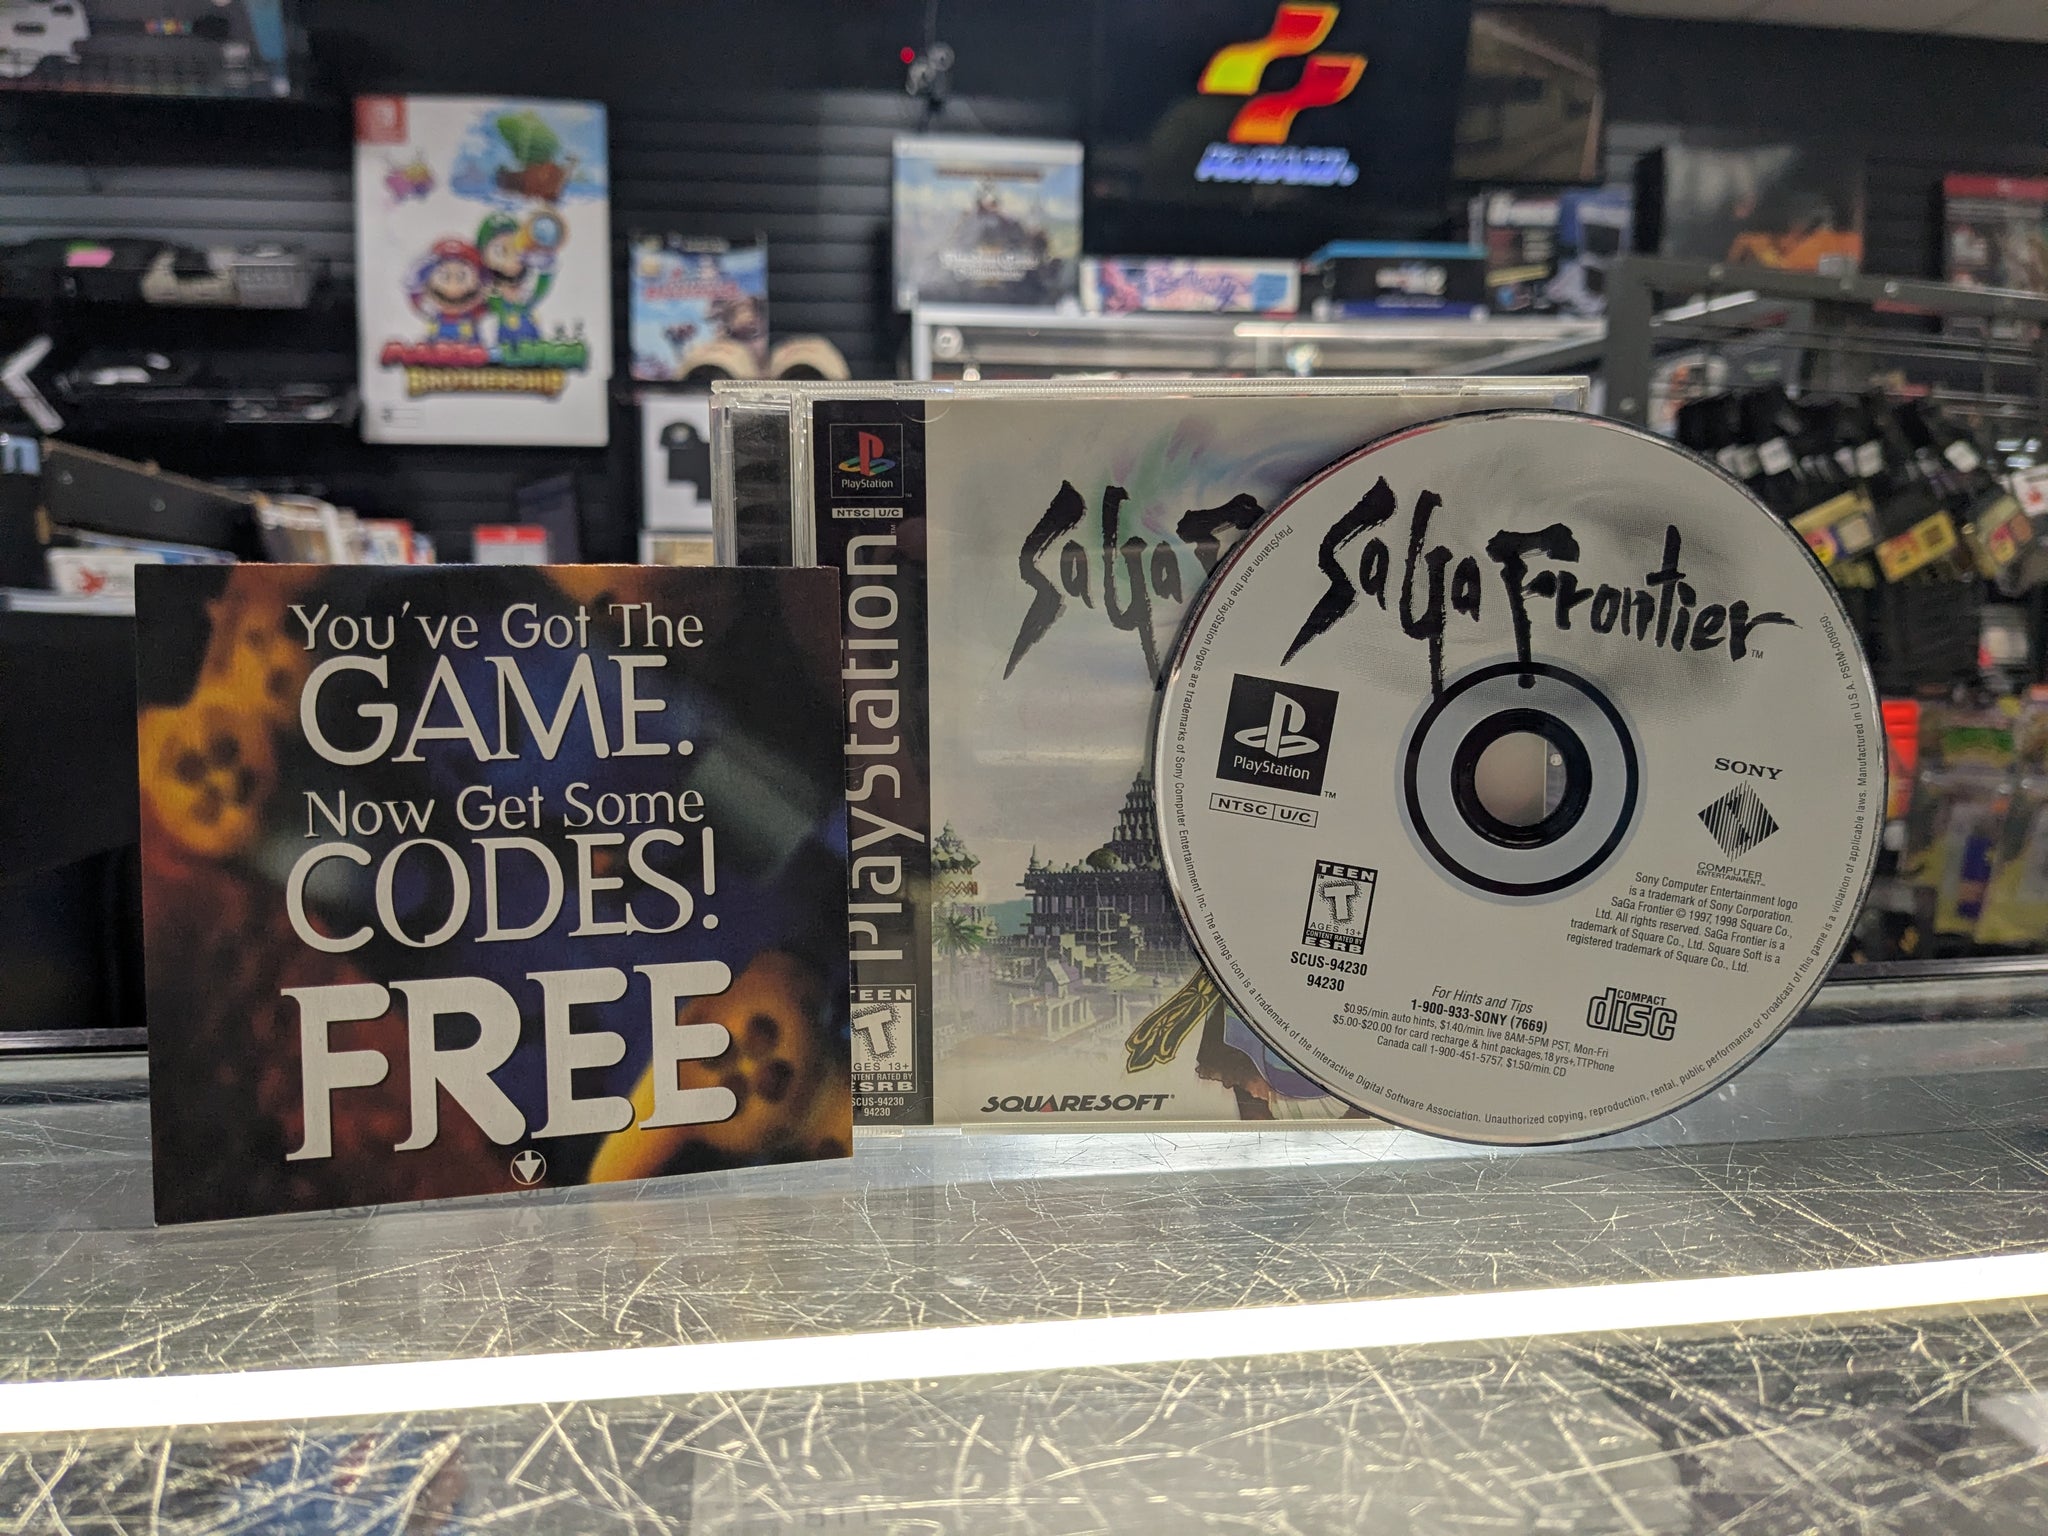 You've Got The
GAME.
Now Get Some
CODES!
FREE
PlayStation
NTSC U/C
PlayStation
SaGa F
TEEN
T
AGES 13+
CONTENT RATED BY
ESRB
SCUS-94230
94230
SQUARESOFT
SaGa Frontier™
PlayStation
NTSC U/C
TEEN
T
AGES 13+
CONTENT RATED BY
ESRB
SCUS-94230
94230
SONY
COMPUTER
ENTERTAINMENT
Sony Computer Entertainment logo
is a trademark of Sony Corporation.
SaGa Frontier © 1997, 1998 Square Co.,
Ltd. All rights reserved. SaGa Frontier is a
trademark of Square Co., Ltd. Square Soft is a
registered trademark of Square Co., Ltd.
For Hints and Tips
1-900-933-SONY (7669)
$0.95/min. auto hints, $1.40/min. live 8AM-5PM PST, Mon-Fri
$5.00-$20.00 for card recharge & hint packages, 18 yrs+, TTPhone
Canada call 1-900-451-5757, $1.50/min. CD
COMPACT
disc
PlayStation and the PlayStation logos are trademarks of Sony Computer Entertainment Inc. The ratings icon is a trademark of the Interactive Digital Software Association. Unauthorized copying, reproduction, rental, public performance or broadcast of this game is a violation of applicable laws. Manufactured in U.S.A. PSRM-009050.
MARIO & LUIGI
BROTHERSHIP
KONAMI